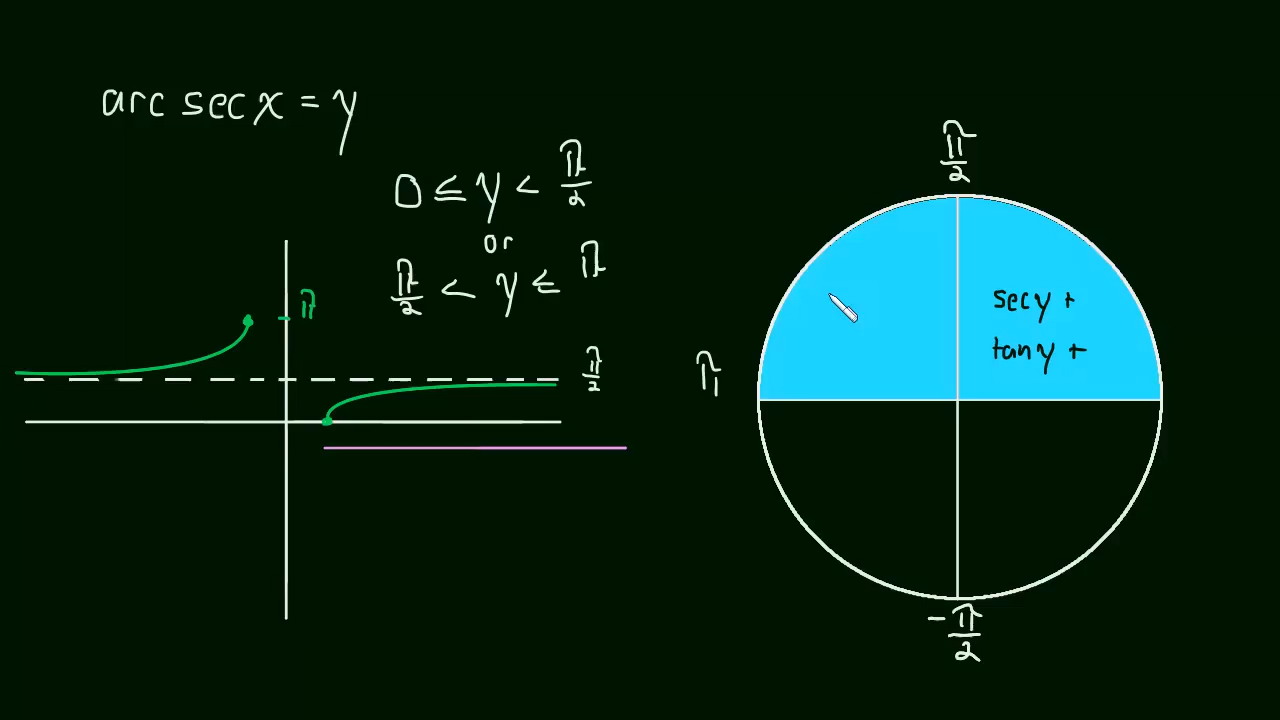 arc sec x = y
0 ≤ y < π/2
or
π/2 < y ≤ π
π
π/2
π/2
sec y +
tan y +
π
-π/2